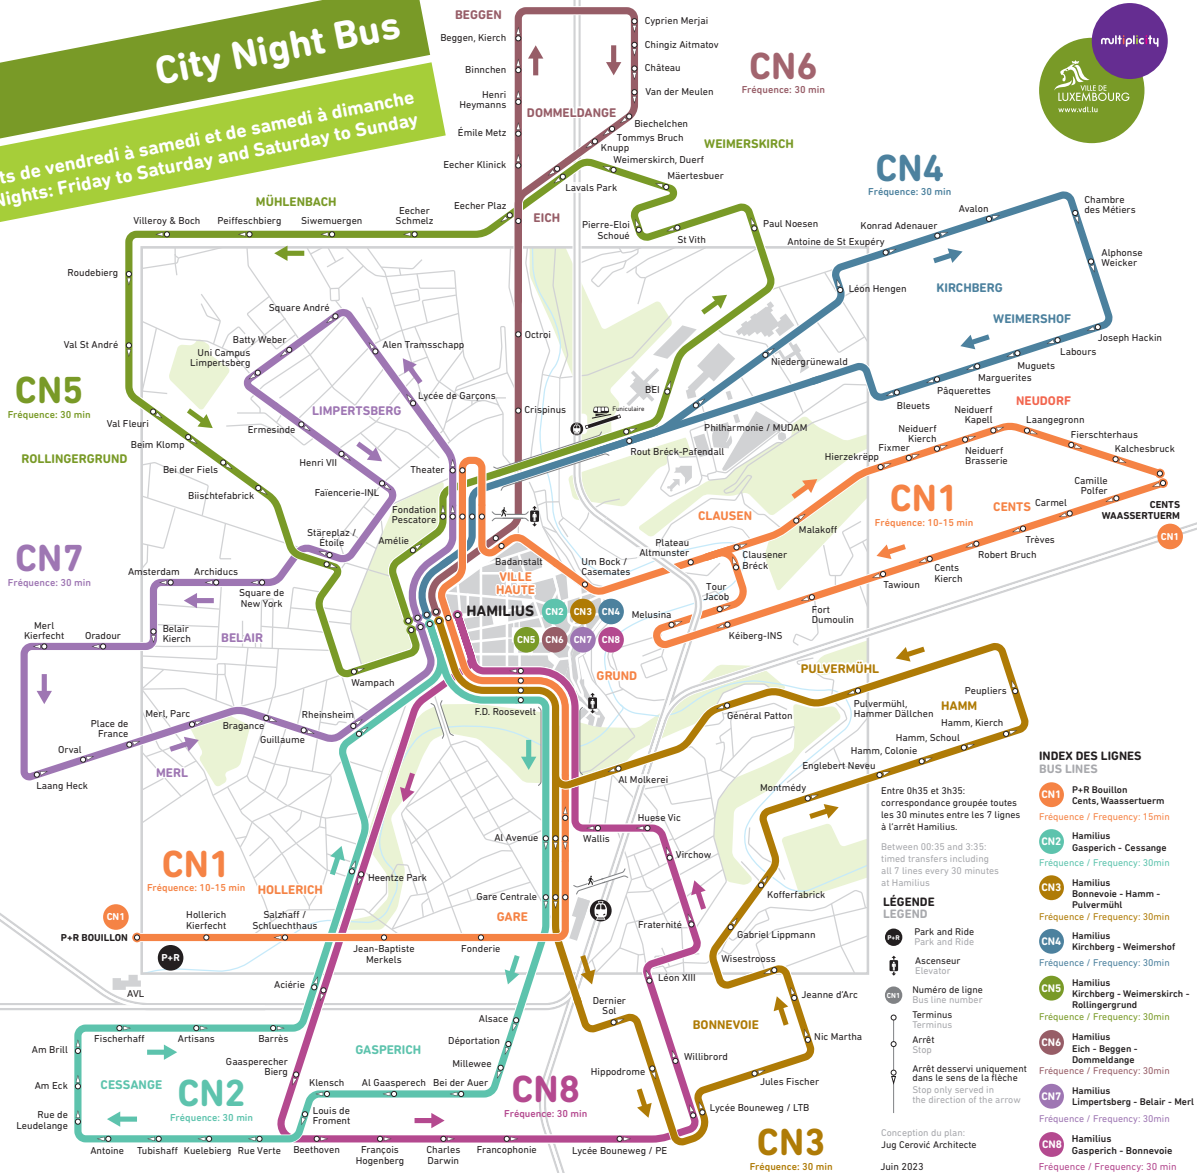 City Night Bus
ts de vendredi à samedi et de samedi à dimanche
Nights: Friday to Saturday and Saturday to Sunday
multiplicity
VILLE DE
LUXEMBOURG
www.vdl.lu
BEGGEN
Beggen, Kierch
Binnchen
Henri
Heymanns
Émile Metz
Eecher Klinick
Eecher Plaz
Cyprien Merjai
Chingiz Aitmatov
Château
Van der Meulen
DOMMELDANGE
Biechelchen
Tommys Bruch
Knupp
Weimerskirch, Duerf
Mäertesbuer
Lavals Park
EICH
CN6
Fréquence: 30 min
WEIMERSKIRCH
Pierre-Eloi
Schoué
St Vith
Paul Noesen
CN4
Fréquence: 30 min
Antoine de St Exupéry
Konrad Adenauer
Avalon
Chambre
des Métiers
Alphonse
Weicker
Léon Hengen
KIRCHBERG
WEIMERSHOF
Joseph Hackin
Labours
Muguets
Marguerites
Pâquerettes
Bleuets
Niedergrünewald
MÜHLENBACH
Villeroy & Boch
Peiffeschbierg
Siwemuergen
Eecher
Schmelz
Roudebierg
Val St André
CN5
Fréquence: 30 min
Val Fleuri
Beim Klomp
ROLLINGERGRUND
Bei der Fiels
Biischtefabrick
Square André
Batty Weber
Uni Campus
Limpertsberg
Alen Tramsschapp
Lycée de Garçons
LIMPERTSBERG
Ermesinde
Henri VII
Faïencerie-INL
Theater
Fondation
Pescatore
Amélie
Stäreplaz /
Étoile
Octroi
Crispinus
BEI
Funiculaire
Philharmonie / MUDAM
Rout Bréck-Pafendall
NEUDORF
Hierzekrëpp
Fixmer
Neiduerf
Kierch
Neiduerf
Kapell
Neiduerf
Brasserie
Laangegronn
Fierschterhaus
Kalchesbruck
Camille
Polfer
CENTS
WAASSERTUERM
CN1
CN1
Fréquence: 10-15 min
CENTS
Carmel
Trèves
Robert Bruch
Cents
Kierch
Tawioun
Fort
Dumoulin
Kéiberg-INS
CLAUSEN
Malakoff
Plateau
Altmunster
Clausener
Bréck
Tour
Jacob
Melusina
Badanstalt
Um Bock /
Casemates
VILLE
HAUTE
HAMILIUS
CN2
CN3
CN4
CN5
CN6
CN7
CN8
GRUND
F.D. Roosevelt
CN7
Fréquence: 30 min
Amsterdam
Archiducs
Square de
New York
Merl
Kierfecht
Oradour
Belair
Kierch
BELAIR
Wampach
Merl, Parc
Bragance
Guillaume
Rheinsheim
Place de
France
Orval
Laang Heck
MERL
PULVERMÜHL
Pulvermühl,
Hammer Dällchen
Général Patton
HAMM
Peupliers
Hamm, Kierch
Hamm, Schoul
Hamm, Colonie
Englebert Neveu
Montmédy
Al Molkerei
Huese Vic
Wallis
Virchow
Al Avenue
Gare Centrale
GARE
Kofferfabrick
Gabriel Lippmann
Fraternité
Wisestrooss
Léon XIII
Jeanne d'Arc
Nic Martha
Jules Fischer
BONNEVOIE
Dernier
Sol
Hippodrome
Willibrord
Lycée Bouneweg / LTB
CN3
Fréquence: 30 min
CN1
Fréquence: 10-15 min
HOLLERICH
CN1
P+R BOUILLON
P+R
Hollerich
Kierfecht
Salzhaff /
Schluechthaus
Heentze Park
Jean-Baptiste
Merkels
Fonderie
AVL
Aciérie
Fischerhaff
Artisans
Barrès
Am Brill
Am Eck
Rue de
Leudelange
CESSANGE
CN2
Fréquence: 30 min
Gaasperecher
Bierg
GASPERICH
Alsace
Déportation
Millewee
Klensch
Al Gaasperech
Bei der Auer
Louis de
Froment
CN8
Fréquence: 30 min
Antoine
Tubishaff
Kuelebierg
Rue Verte
Beethoven
François
Hogenberg
Charles
Darwin
Francophonie
Lycée Bouneweg / PE
Entre 0h35 et 3h35:
correspondance groupée toutes
les 30 minutes entre les 7 lignes
à l'arrêt Hamilius.
Between 00:35 and 3:35:
timed transfers including
all 7 lines every 30 minutes
at Hamilius
LÉGENDE
LEGEND
P+R
Park and Ride
Park and Ride
Ascenseur
Elevator
CN1
Numéro de ligne
Bus line number
Terminus
Terminus
Arrêt
Stop
Arrêt desservi uniquement
dans le sens de la flèche
Stop only served in
the direction of the arrow
Conception du plan:
Jug Cerović Architecte
Juin 2023
INDEX DES LIGNES
BUS LINES
CN1
P+R Bouillon
Cents, Waassertuerm
Fréquence / Frequency: 15min
CN2
Hamilius
Gasperich - Cessange
Fréquence / Frequency: 30min
CN3
Hamilius
Bonnevoie - Hamm -
Pulvermühl
Fréquence / Frequency: 30min
CN4
Hamilius
Kirchberg - Weimershof
Fréquence / Frequency: 30min
CN5
Hamilius
Kirchberg - Weimerskirch -
Rollingergrund
Fréquence / Frequency: 30min
CN6
Hamilius
Eich - Beggen -
Dommeldange
Fréquence / Frequency: 30min
CN7
Hamilius
Limpertsberg - Belair - Merl
Fréquence / Frequency: 30min
CN8
Hamilius
Gasperich - Bonnevoie
Fréquence / Frequency: 30 min